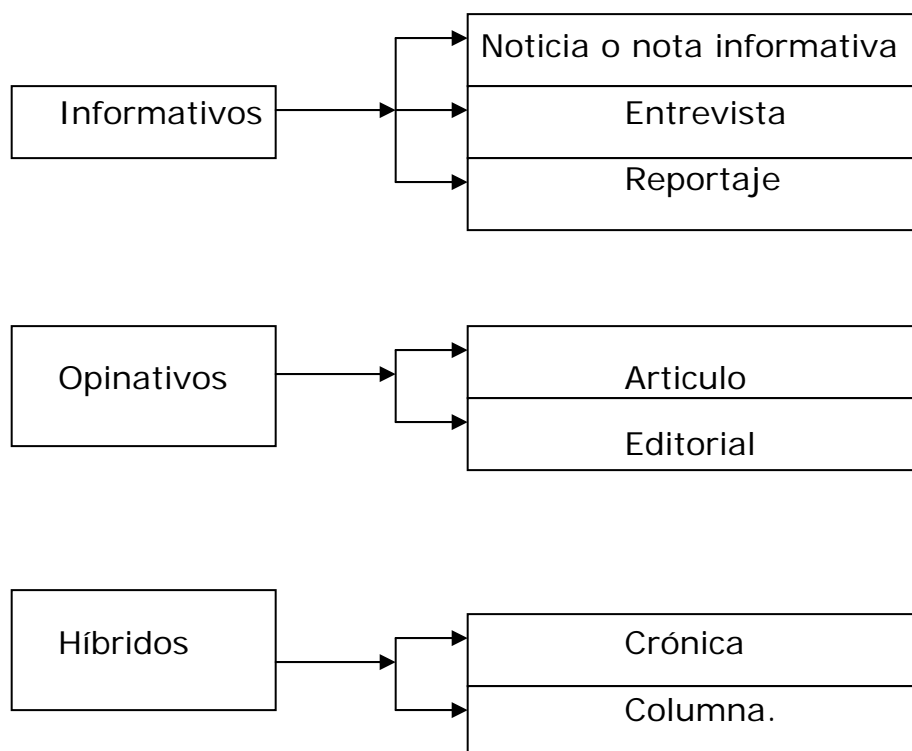 Informativos
Noticia o nota informativa
Entrevista
Reportaje
Opinativos
Articulo
Editorial
Híbridos
Crónica
Columna.